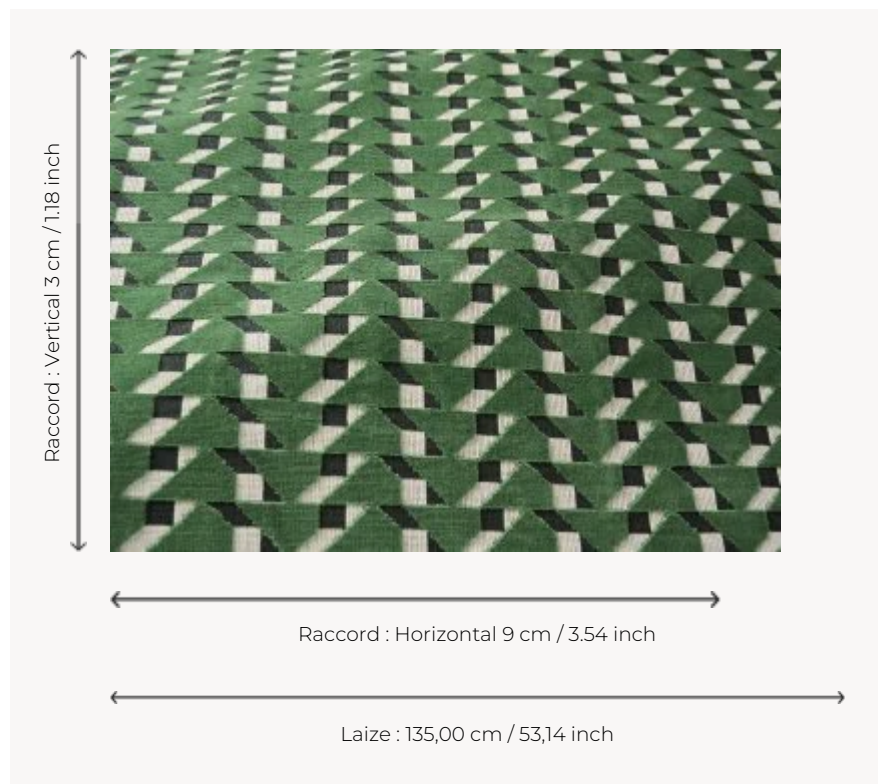 Raccord : Vertical 3 cm / 1.18 inch
Raccord : Horizontal 9 cm / 3.54 inch
Laize : 135,00 cm / 53,14 inch